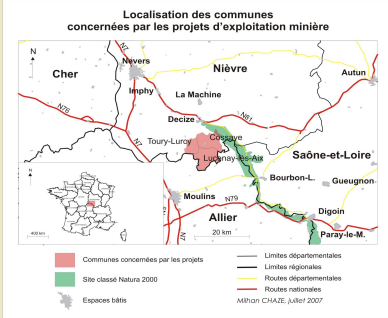 Localisation des communes
concernées par les projets d'exploitation minière
N
N7
Nevers
Cher
Nièvre
Autun
Imphy
La Machine
N76
Decize
N81
Toury-Lurcy
Cossaye
N7
Lucenay-lès-Aix
Saône-et-Loire
N
Bourbon-L.
Gueugnon
Moulins
N79
Digoin
Allier
400 km
20 km
Paray-le-M.
Communes concernées par les projets
Limites départementales
Limites régionales
Site classé Natura 2000
Routes départementales
Routes nationales
Espaces bâtis
Milhan CHAZE, juillet 2007